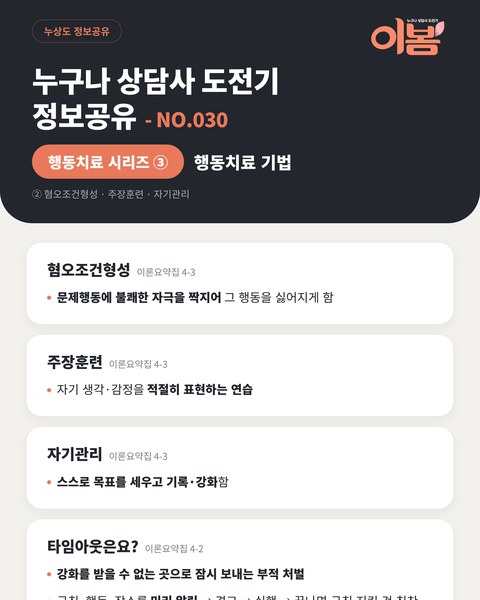 누상도 정보공유
누구나 상담사 도전기
이봄
누구나 상담사 도전기
정보공유 - NO.030
행동치료 시리즈 ③ 행동치료 기법
② 혐오조건형성 · 주장훈련 · 자기관리
혐오조건형성 이론요약집 4-3
• 문제행동에 불쾌한 자극을 짝지어 그 행동을 싫어지게 함
주장훈련 이론요약집 4-3
• 자기 생각·감정을 적절히 표현하는 연습
자기관리 이론요약집 4-3
• 스스로 목표를 세우고 기록·강화함
타임아웃은요? 이론요약집 4-2
• 강화를 받을 수 없는 곳으로 잠시 보내는 부적 처벌